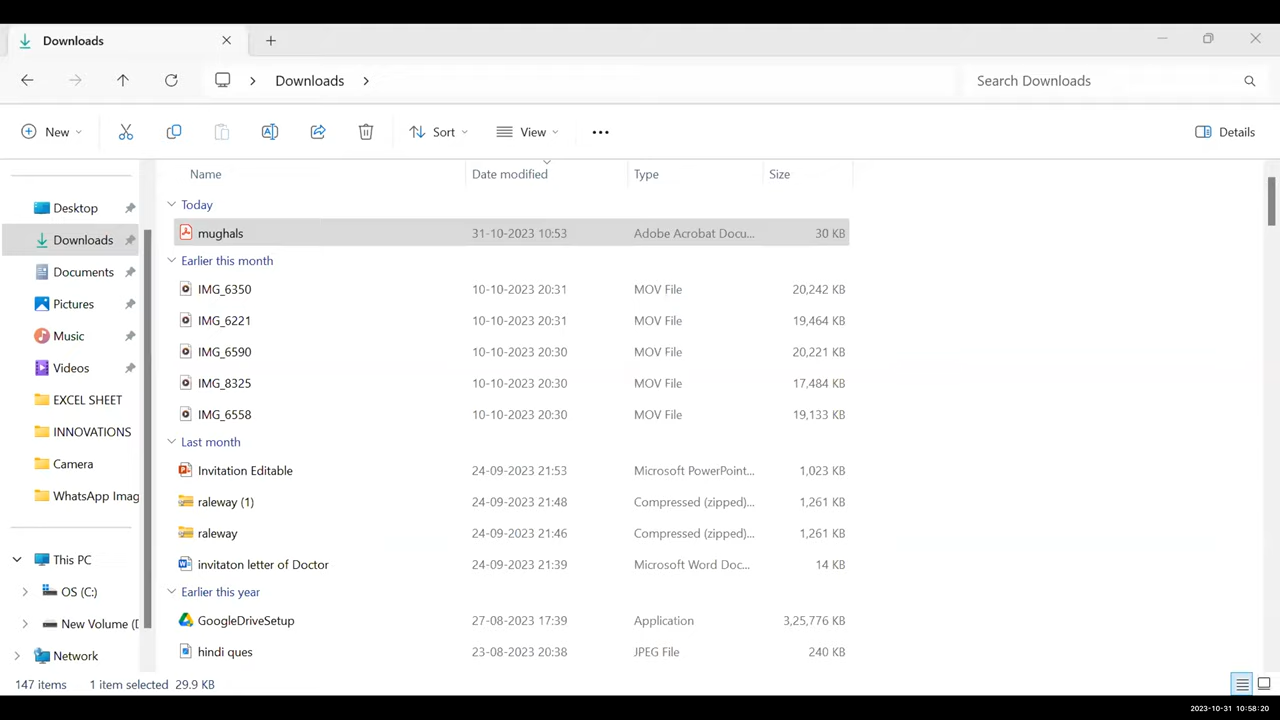 Downloads
Downloads
Search Downloads
New
Sort
View
Details
Name Date modified Type Size
Today
mughals 31-10-2023 10:53 Adobe Acrobat Docu... 30 KB
Earlier this month
IMG_6350 10-10-2023 20:31 MOV File 20,242 KB
IMG_6221 10-10-2023 20:31 MOV File 19,464 KB
IMG_6590 10-10-2023 20:30 MOV File 20,221 KB
IMG_8325 10-10-2023 20:30 MOV File 17,484 KB
IMG_6558 10-10-2023 20:30 MOV File 19,133 KB
Last month
Invitation Editable 24-09-2023 21:53 Microsoft PowerPoint... 1,023 KB
raleway (1) 24-09-2023 21:48 Compressed (zipped)... 1,261 KB
raleway 24-09-2023 21:46 Compressed (zipped)... 1,261 KB
invitaton letter of Doctor 24-09-2023 21:39 Microsoft Word Doc... 14 KB
Earlier this year
GoogleDriveSetup 27-08-2023 17:39 Application 3,25,776 KB
hindi ques 23-08-2023 20:38 JPEG File 240 KB
Desktop
Downloads
Documents
Pictures
Music
Videos
EXCEL SHEET
INNOVATIONS
Camera
WhatsApp Imag
This PC
OS (C:)
New Volume (D
Network
147 items 1 item selected 29.9 KB
2023-10-31 10:58:20